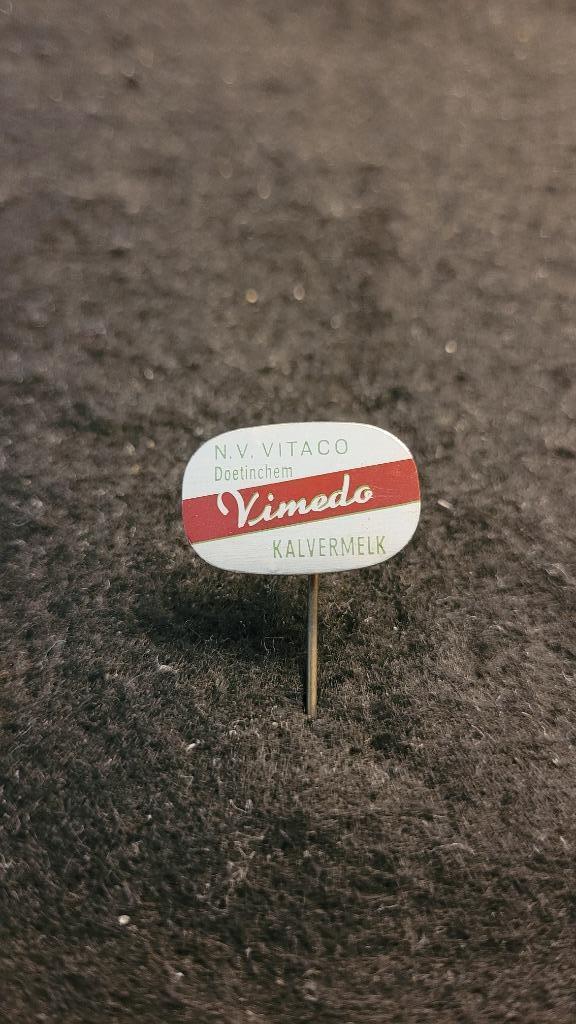 N.V. VITACO
Doetinchem
Vimedo
KALVERMELK